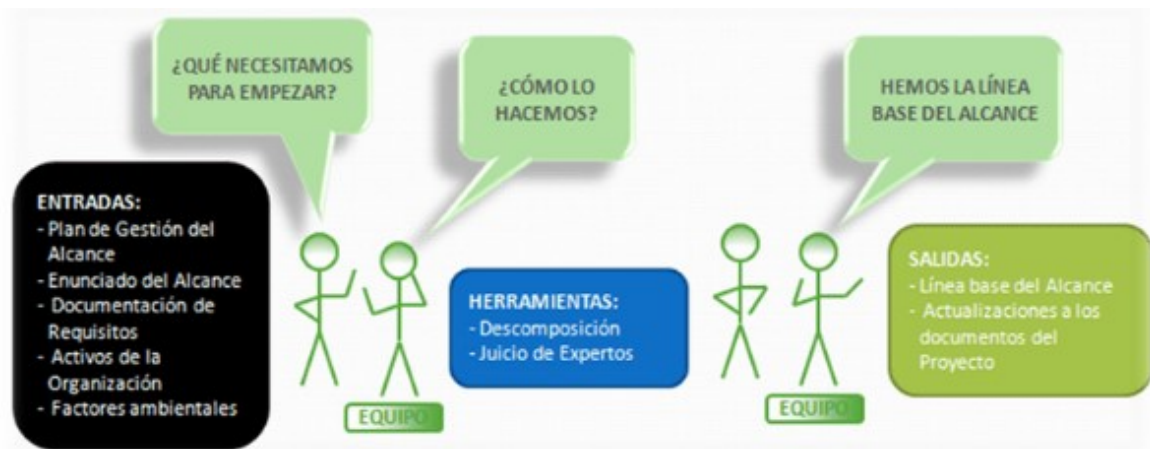 ¿QUÉ NECESITAMOS
PARA EMPEZAR?
¿CÓMO LO
HACEMOS?
HEMOS LA LÍNEA
BASE DEL ALCANCE
ENTRADAS:
- Plan de Gestión del
Alcance
- Enunciado del Alcance
- Documentación de
Requisitos
- Activos de la
Organización
- Factores ambientales
HERRAMIENTAS:
- Descomposición
- Juicio de Expertos
SALIDAS:
- Línea base del Alcance
- Actualizaciones a los
documentos del
Proyecto
EQUIPO
EQUIPO